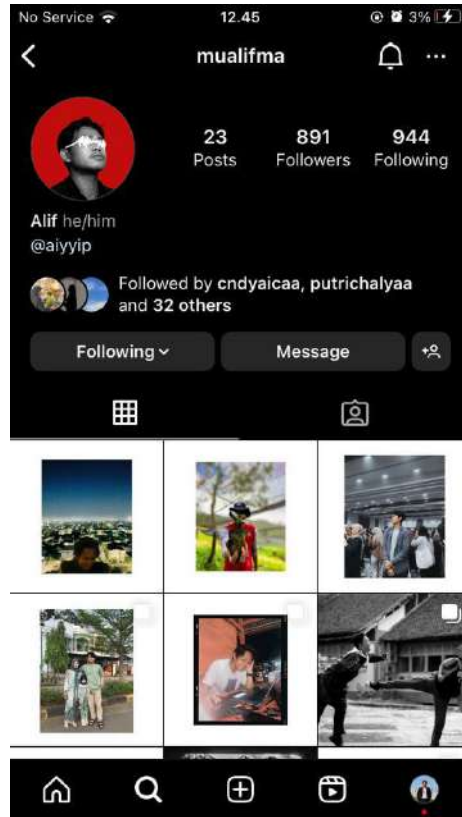 No Service 12.45 3%
mualifma
23 891 944
Posts Followers Following
Alif he/him
@aiyyip
Followed by cndyaicaa, putrichalyaa
and 32 others
Following Message